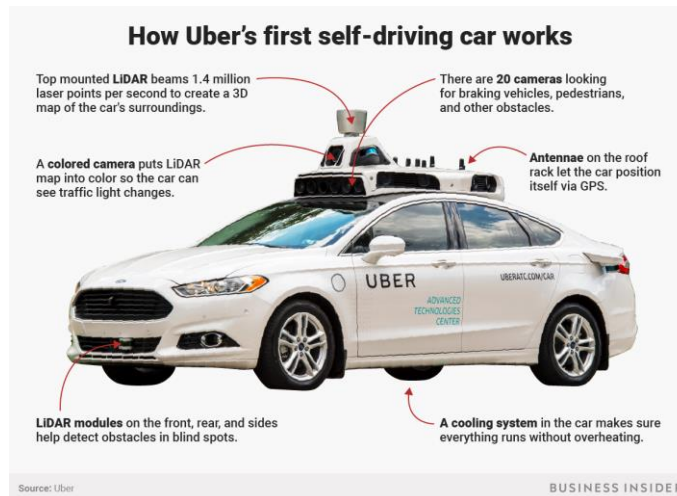 How Uber's first self-driving car works
Top mounted LiDAR beams 1.4 million
laser points per second to create a 3D
map of the car's surroundings.
There are 20 cameras looking
for braking vehicles, pedestrians,
and other obstacles.
A colored camera puts LiDAR
map into color so the car can
see traffic light changes.
Antennae on the roof
rack let the car position
itself via GPS.
UBER
ADVANCED
TECHNOLOGIES
CENTER
UBERATC.COM/CAR
LiDAR modules on the front, rear, and sides
help detect obstacles in blind spots.
A cooling system in the car makes sure
everything runs without overheating.
Source: Uber
BUSINESS INSIDER